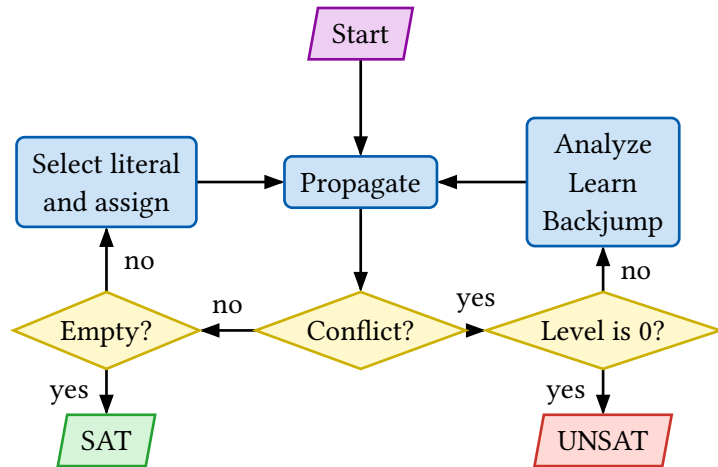 Start
Select literal
and assign
Propagate
Analyze
Learn
Backjump
no
no
yes
no
Empty?
Conflict?
Level is 0?
yes
yes
SAT
UNSAT